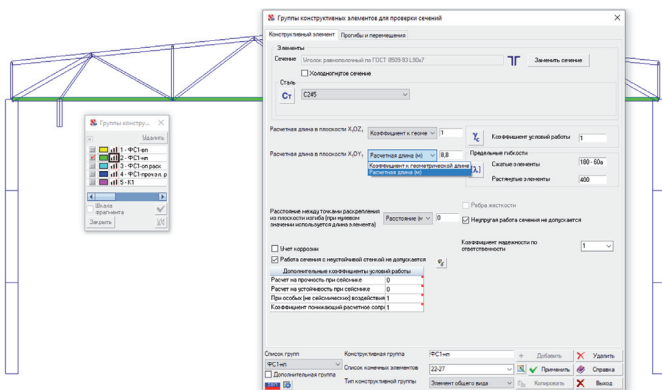 Группы конструктивных элементов для проверки сечений
Конструктивный элемент Прогибы и перемещения
Элементы
Сечение Уголок равнополочный по ГОСТ 8509-93 L90x7 Заменить сечение
Холодногнутое сечение
Сталь
Ст C245
Расчетная длина в плоскости X₁OZ₁ Коэффициент к геоме 1
γc Коэффициент условий работы 1
Расчетная длина в плоскости X₁OY₁ Расчетная длина (м) 8,8
Коэффициент к геометрической длине
Расчетная длина (м)
Предельные гибкости
[λ] Сжатые элементы 180 - 60a
Растянутые элементы 400
Расстояние между точками раскрепления
из плоскости изгиба (при нулевом
значении используется длина элемента)
Расстояние (м 0
Ребра жесткости
Неупругая работа сечения не допускается
Учет коррозии
Коэффициент надежности по
ответственности 1
Работа сечения с неустойчивой стенкой не допускается
Дополнительные коэффициенты условий работы
Расчет на прочность при сейсмике 0
Расчет на устойчивость при сейсмике 0
При особых (не сейсмических) воздействия 1
Коэффициент понижающий расчетное сопр 1
Список групп Конструктивная группа ФС1-нп Добавить Удалить
ФС1-нп Список конечных элементов 22-27 Применить Справка
Дополнительная группа
Тип конструктивной группы Элемент общего вида Копировать Выход
Группы констру...
Удалить
1 - ФС1-вп
2 - ФС1-нп
3 - ФС1-оп.раск
4 - ФС1-проч.эл. р
5 - К1
Шкала
фрагмента
Закрыть